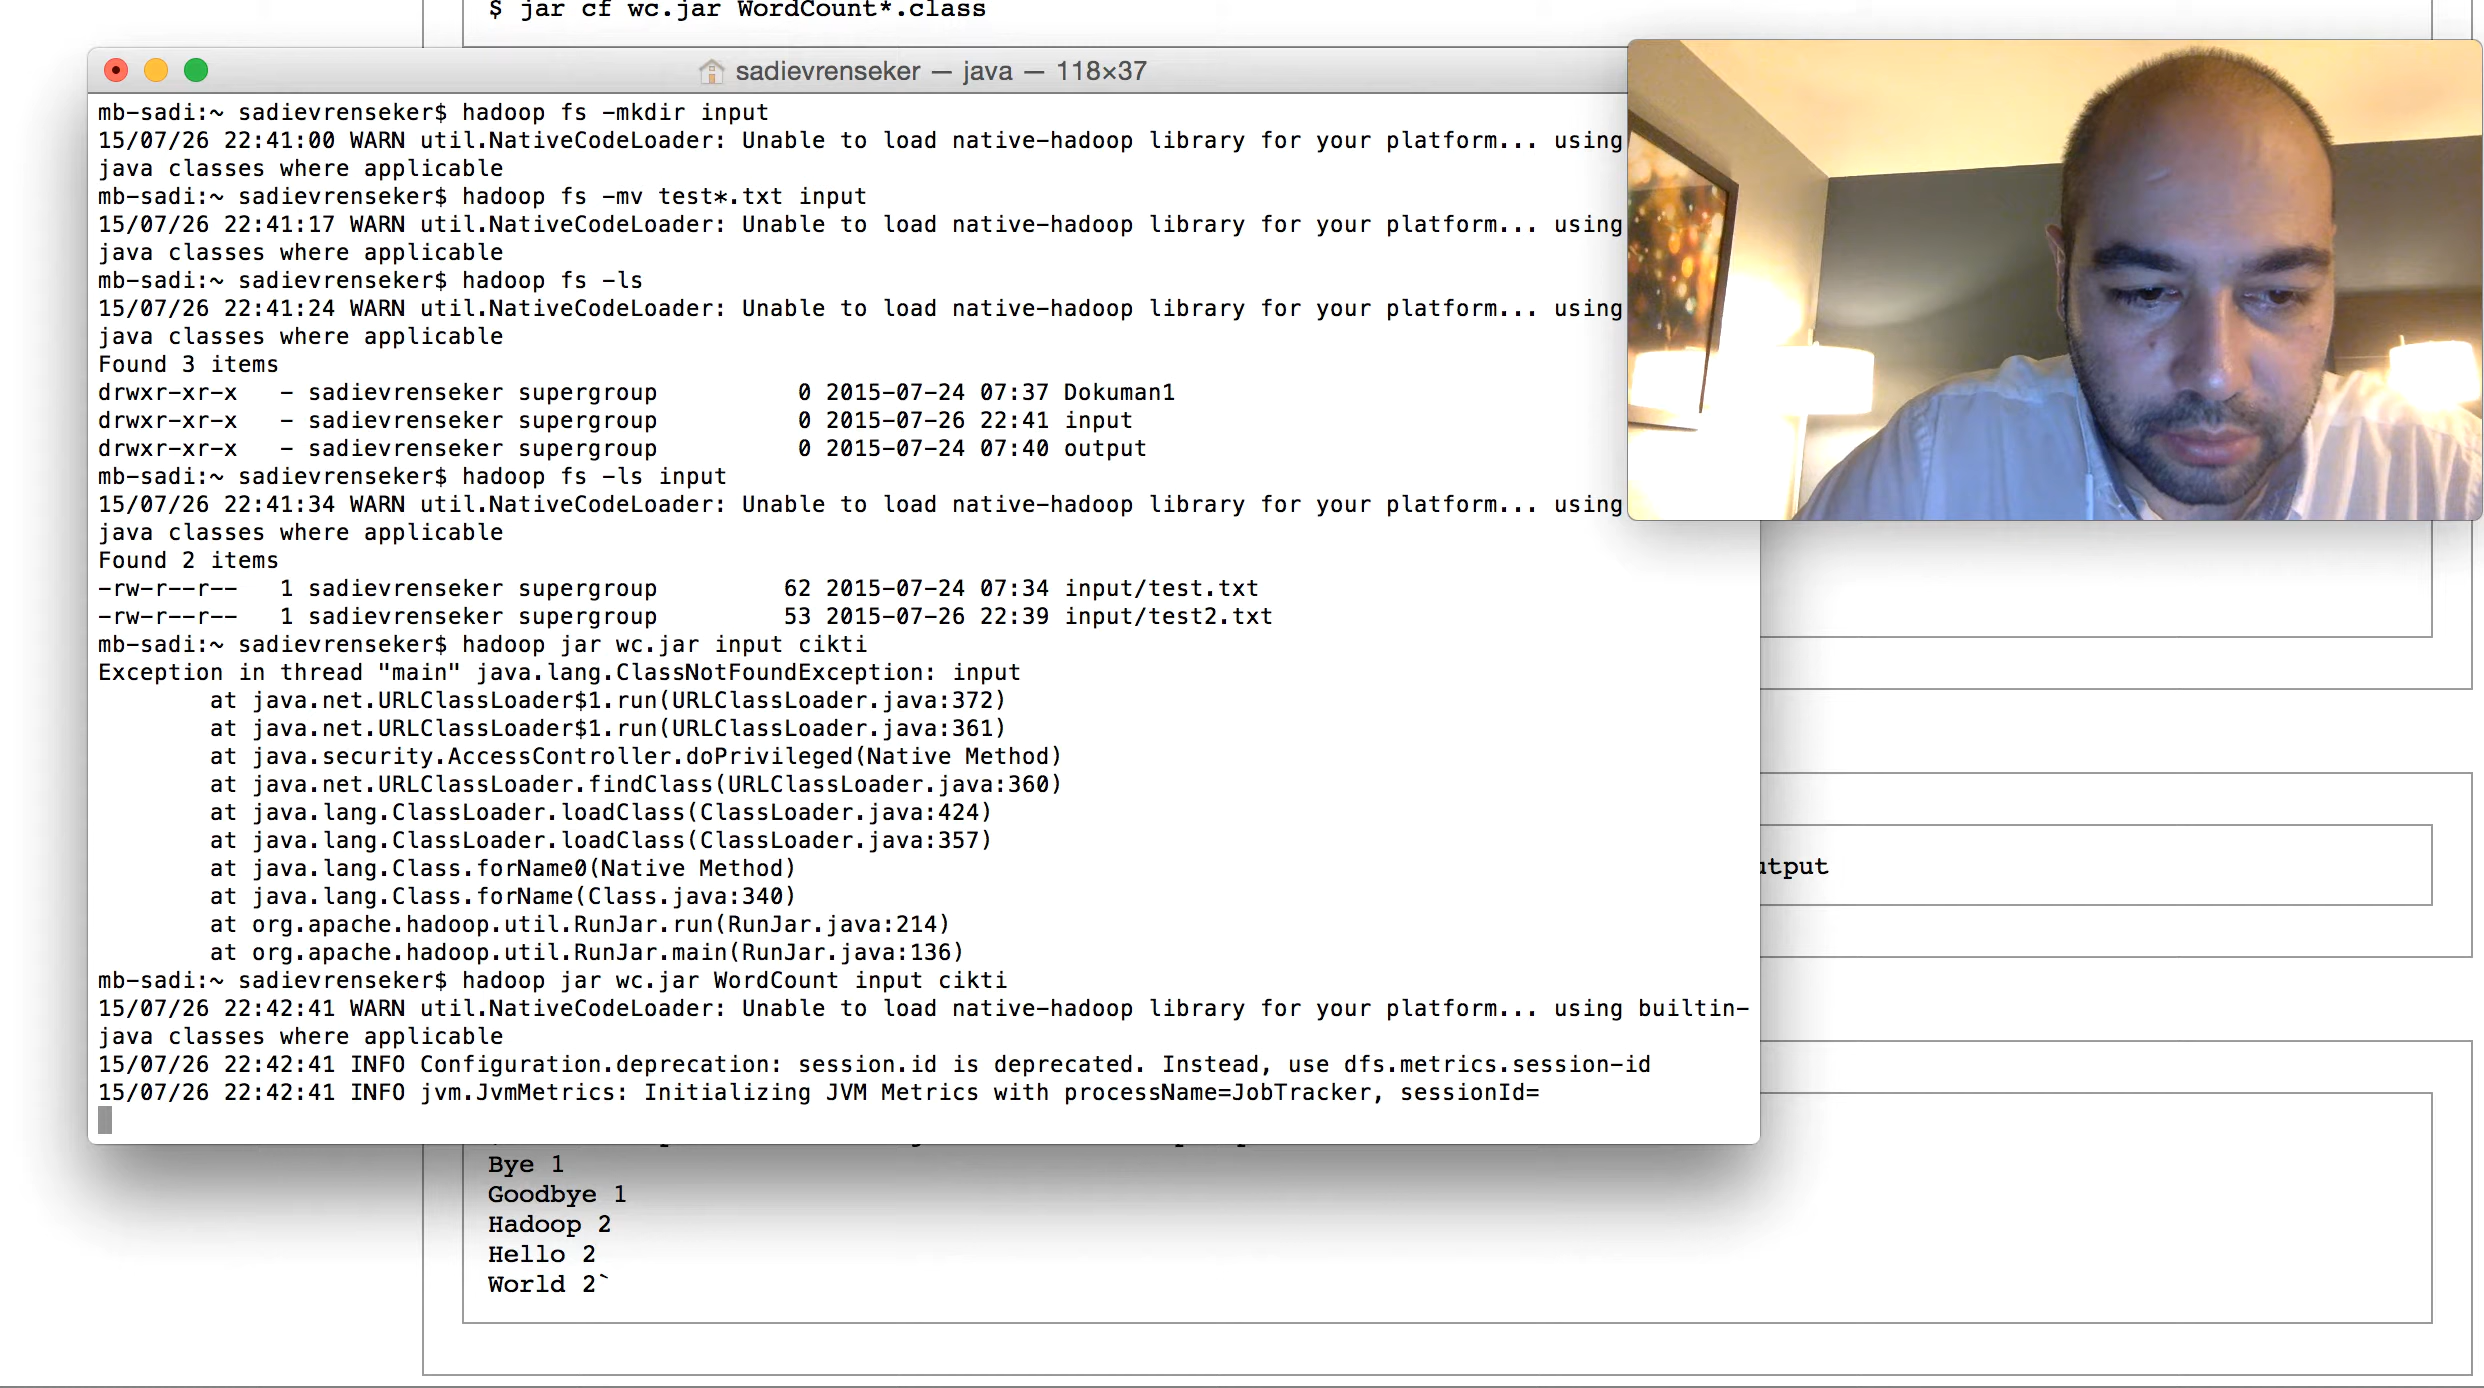 $ jar cf wc.jar WordCount*.class
sadievrenseker — java — 118×37
mb-sadi:~ sadievrenseker$ hadoop fs -mkdir input
15/07/26 22:41:00 WARN util.NativeCodeLoader: Unable to load native-hadoop library for your platform... using
java classes where applicable
mb-sadi:~ sadievrenseker$ hadoop fs -mv test*.txt input
15/07/26 22:41:17 WARN util.NativeCodeLoader: Unable to load native-hadoop library for your platform... using
java classes where applicable
mb-sadi:~ sadievrenseker$ hadoop fs -ls
15/07/26 22:41:24 WARN util.NativeCodeLoader: Unable to load native-hadoop library for your platform... using
java classes where applicable
Found 3 items
drwxr-xr-x   - sadievrenseker supergroup          0 2015-07-24 07:37 Dokuman1
drwxr-xr-x   - sadievrenseker supergroup          0 2015-07-26 22:41 input
drwxr-xr-x   - sadievrenseker supergroup          0 2015-07-24 07:40 output
mb-sadi:~ sadievrenseker$ hadoop fs -ls input
15/07/26 22:41:34 WARN util.NativeCodeLoader: Unable to load native-hadoop library for your platform... using
java classes where applicable
Found 2 items
-rw-r--r--   1 sadievrenseker supergroup         62 2015-07-24 07:34 input/test.txt
-rw-r--r--   1 sadievrenseker supergroup         53 2015-07-26 22:39 input/test2.txt
mb-sadi:~ sadievrenseker$ hadoop jar wc.jar input cikti
Exception in thread "main" java.lang.ClassNotFoundException: input
        at java.net.URLClassLoader$1.run(URLClassLoader.java:372)
        at java.net.URLClassLoader$1.run(URLClassLoader.java:361)
        at java.security.AccessController.doPrivileged(Native Method)
        at java.net.URLClassLoader.findClass(URLClassLoader.java:360)
        at java.lang.ClassLoader.loadClass(ClassLoader.java:424)
        at java.lang.ClassLoader.loadClass(ClassLoader.java:357)
        at java.lang.Class.forName0(Native Method)
        at java.lang.Class.forName(Class.java:340)
        at org.apache.hadoop.util.RunJar.run(RunJar.java:214)
        at org.apache.hadoop.util.RunJar.main(RunJar.java:136)
mb-sadi:~ sadievrenseker$ hadoop jar wc.jar WordCount input cikti
15/07/26 22:42:41 WARN util.NativeCodeLoader: Unable to load native-hadoop library for your platform... using builtin-
java classes where applicable
15/07/26 22:42:41 INFO Configuration.deprecation: session.id is deprecated. Instead, use dfs.metrics.session-id
15/07/26 22:42:41 INFO jvm.JvmMetrics: Initializing JVM Metrics with processName=JobTracker, sessionId=
utput
Bye 1
Goodbye 1
Hadoop 2
Hello 2
World 2`